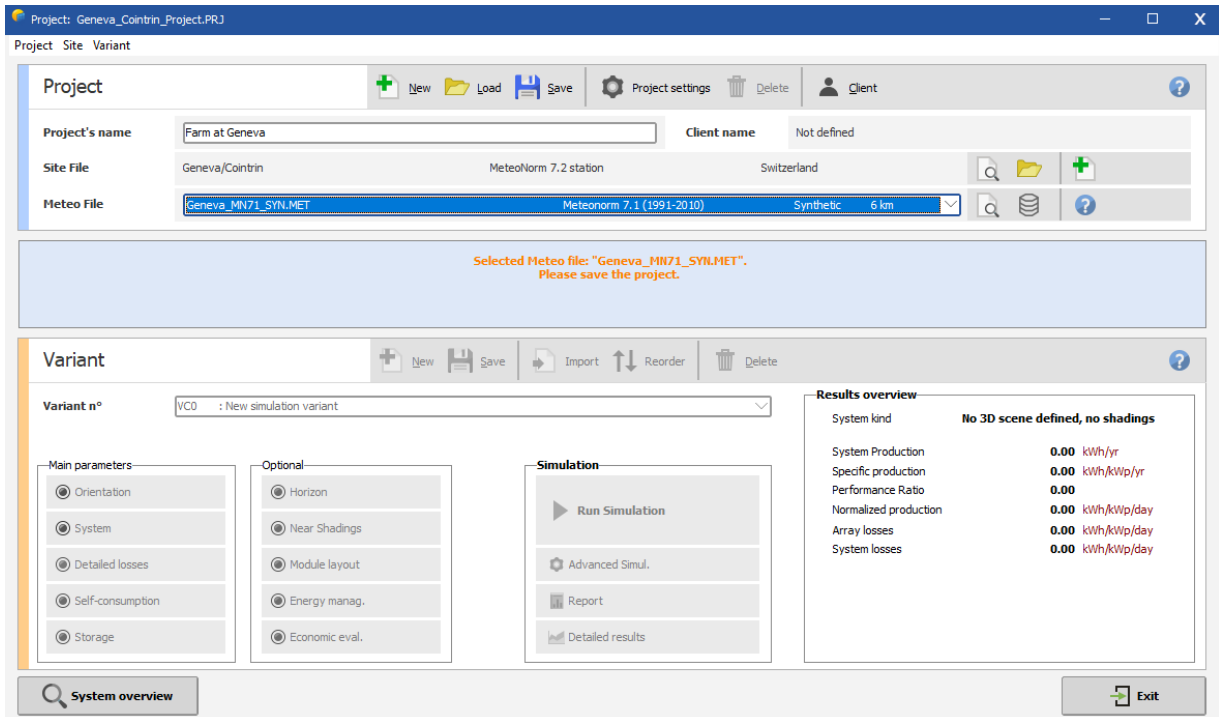 Project: Geneva_Cointrin_Project.PRJ
Project Site Variant
Project New Load Save Project settings Delete Client
Project's name Farm at Geneva Client name Not defined
Site File Geneva/Cointrin MeteoNorm 7.2 station Switzerland
Meteo File Geneva_MN71_SYN.MET Meteonorm 7.1 (1991-2010) Synthetic 6 km
Selected Meteo file: "Geneva_MN71_SYN.MET".
Please save the project.
Variant New Save Import Reorder Delete
Variant n° VC0 : New simulation variant
Results overview
System kind No 3D scene defined, no shadings
System Production 0.00 kWh/yr
Specific production 0.00 kWh/kWp/yr
Performance Ratio 0.00
Normalized production 0.00 kWh/kWp/day
Array losses 0.00 kWh/kWp/day
System losses 0.00 kWh/kWp/day
Main parameters
Orientation
System
Detailed losses
Self-consumption
Storage
Optional
Horizon
Near Shadings
Module layout
Energy manag.
Economic eval.
Simulation
Run Simulation
Advanced Simul.
Report
Detailed results
System overview
Exit